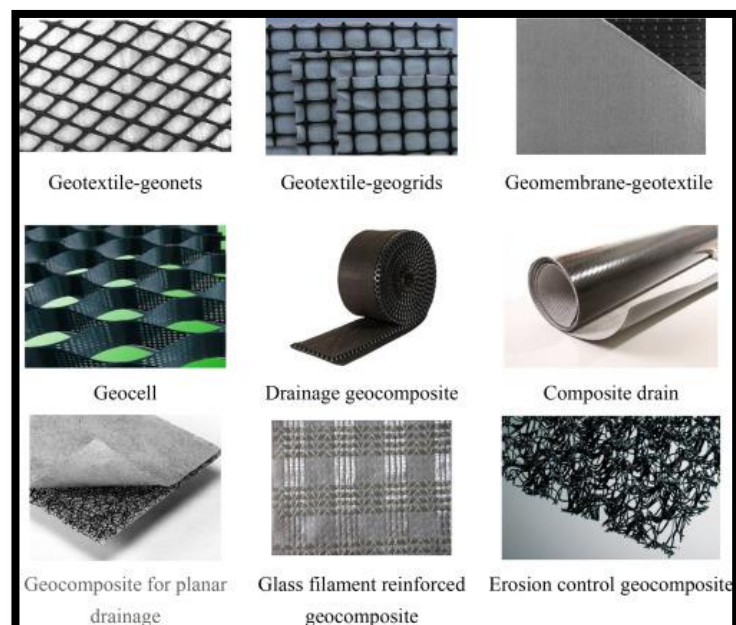 Geotextile-geonets
Geotextile-geogrids
Geomembrane-geotextile
Geocell
Drainage geocomposite
Composite drain
Geocomposite for planar
drainage
Glass filament reinforced
geocomposite
Erosion control geocomposite